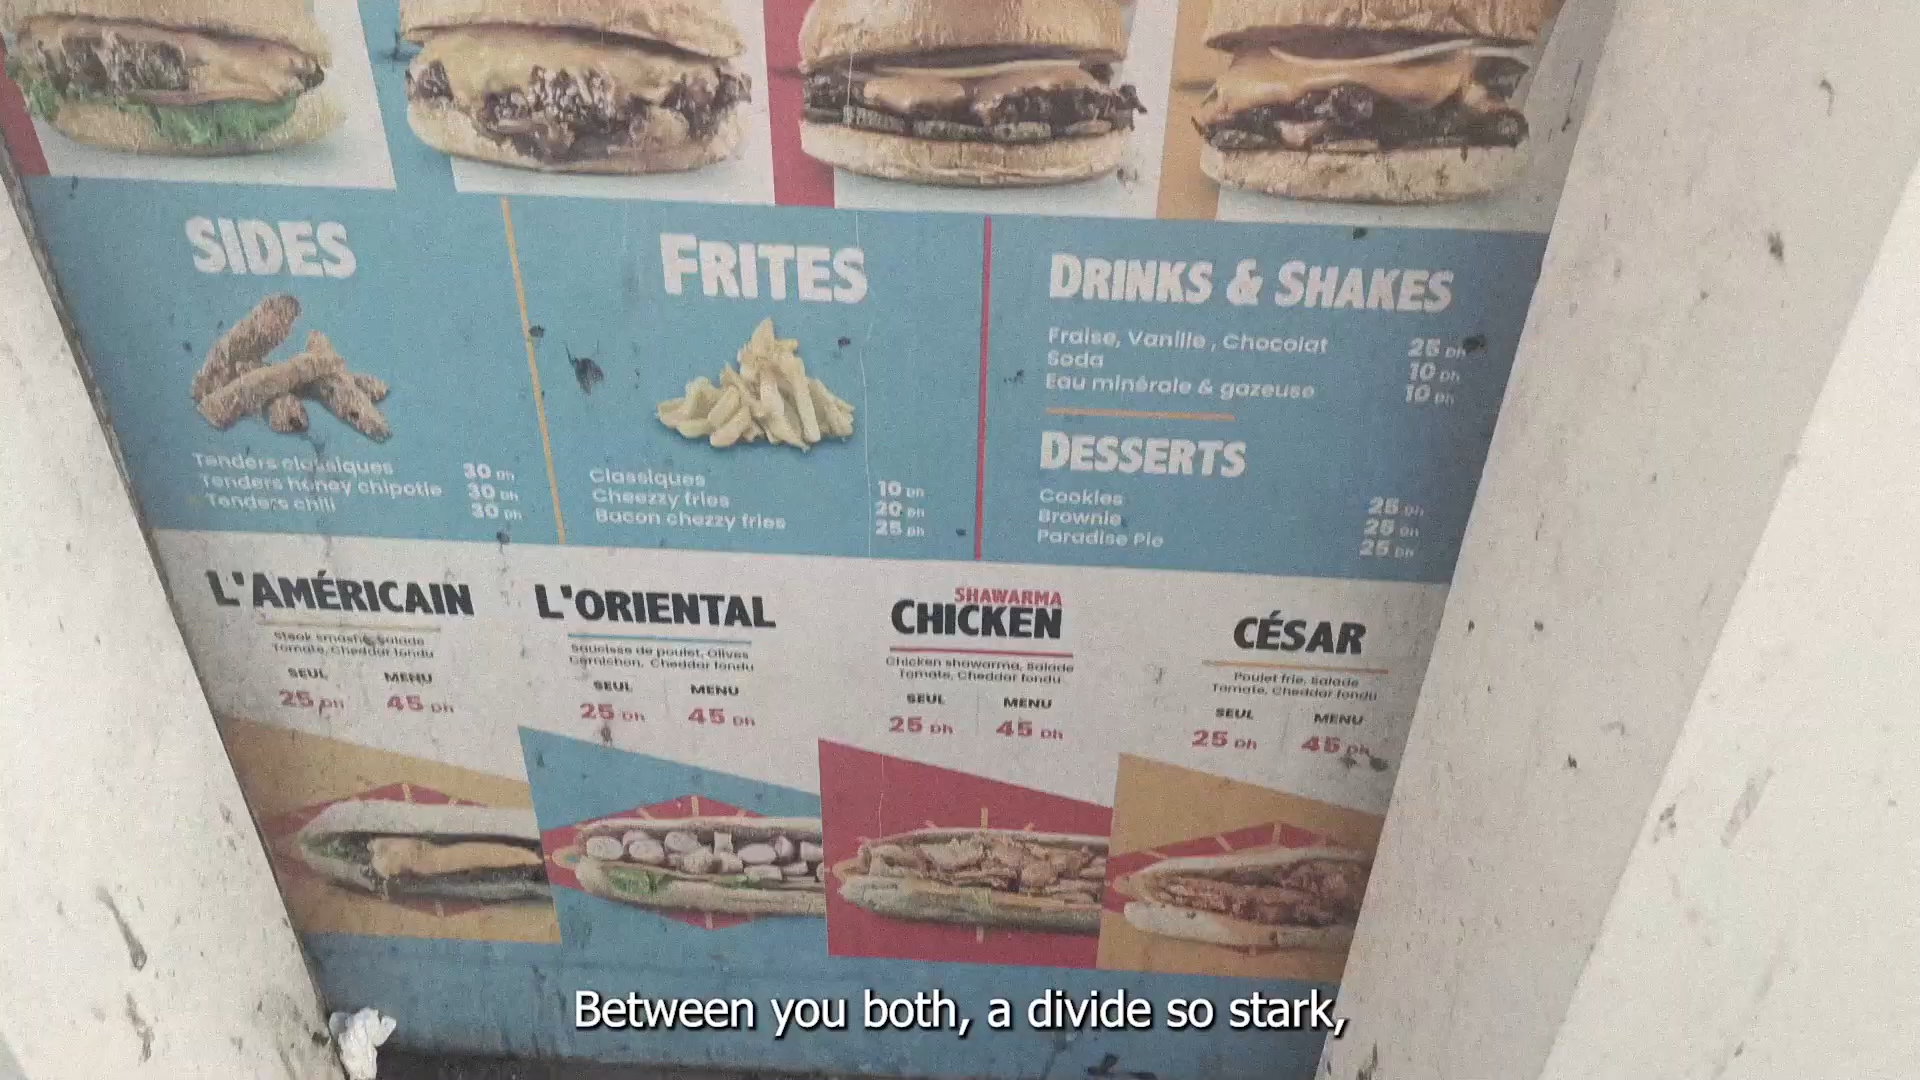 SIDES
Tenders classiques 30 Dh
Tenders honey chipotle 30 Dh
Tenders chili 30 Dh
FRITES
Classiques 10 Dh
Cheezzy fries 20 Dh
Bacon chezzy fries 25 Dh
DRINKS & SHAKES
Fraise, Vanille, Chocolat 25 Dh
Soda 10 Dh
Eau minérale & gazeuse 10 Dh
DESSERTS
Cookies 25 Dh
Brownie 25 Dh
Paradise Pie 25 Dh
L'AMÉRICAIN
Steak smashé, Salade
Tomate, Cheddar fondu
SEUL MENU
25 Dh 45 Dh
L'ORIENTAL
Saucisse de poulet, Olives
Cornichon, Cheddar fondu
SEUL MENU
25 Dh 45 Dh
SHAWARMA
CHICKEN
Chicken shawarma, Salade
Tomate, Cheddar fondu
SEUL MENU
25 Dh 45 Dh
CÉSAR
Poulet frie, Salade
Tomate, Cheddar fondu
SEUL MENU
25 Dh 45 Dh
Between you both, a divide so stark,